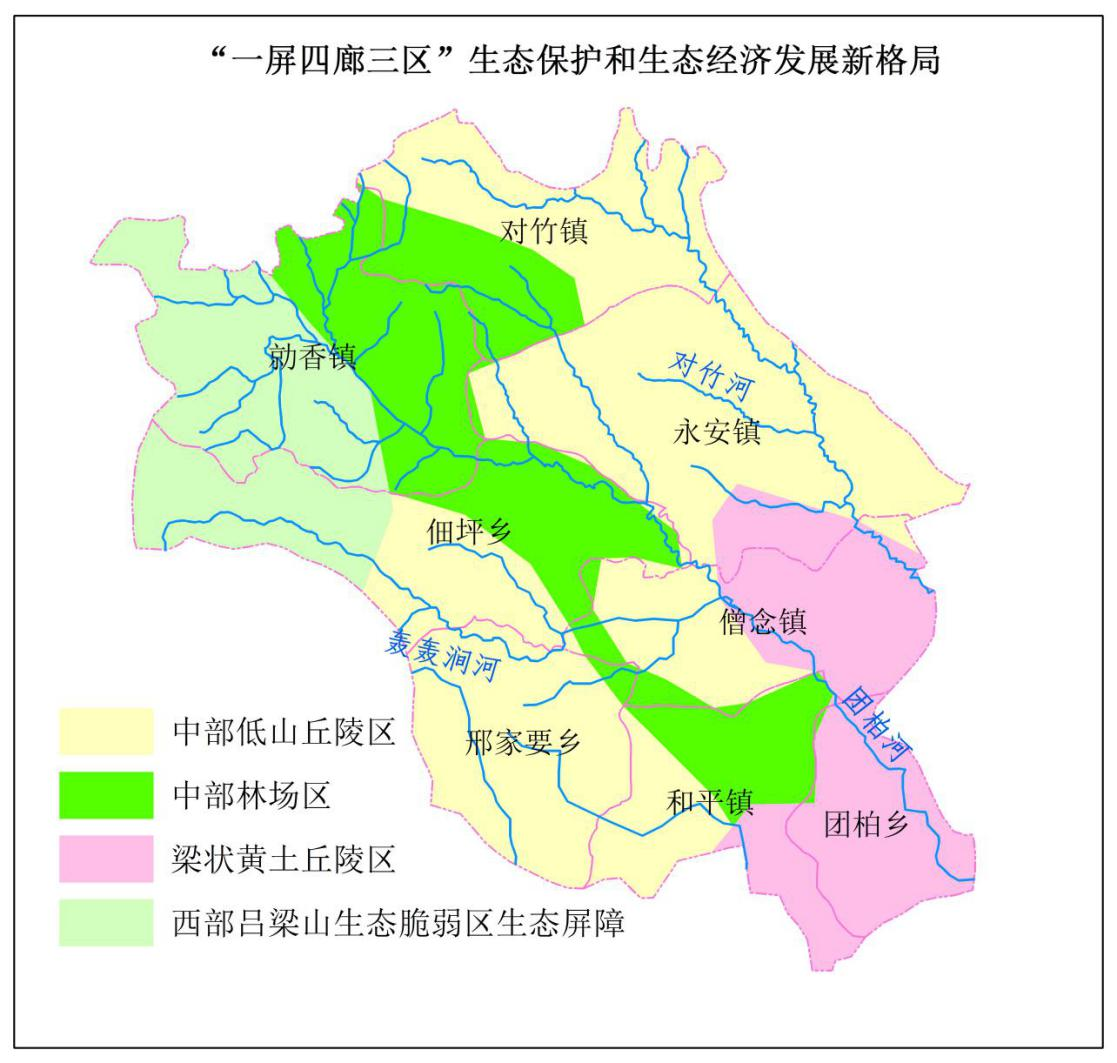 “一屏四廊三区”生态保护和生态经济发展新格局
对竹镇
勍香镇
对竹河
永安镇
佃坪乡
僧念镇
轰轰涧河
团柏河
邢家要乡
和平镇
团柏乡
中部低山丘陵区
中部林场区
梁状黄土丘陵区
西部吕梁山生态脆弱区生态屏障